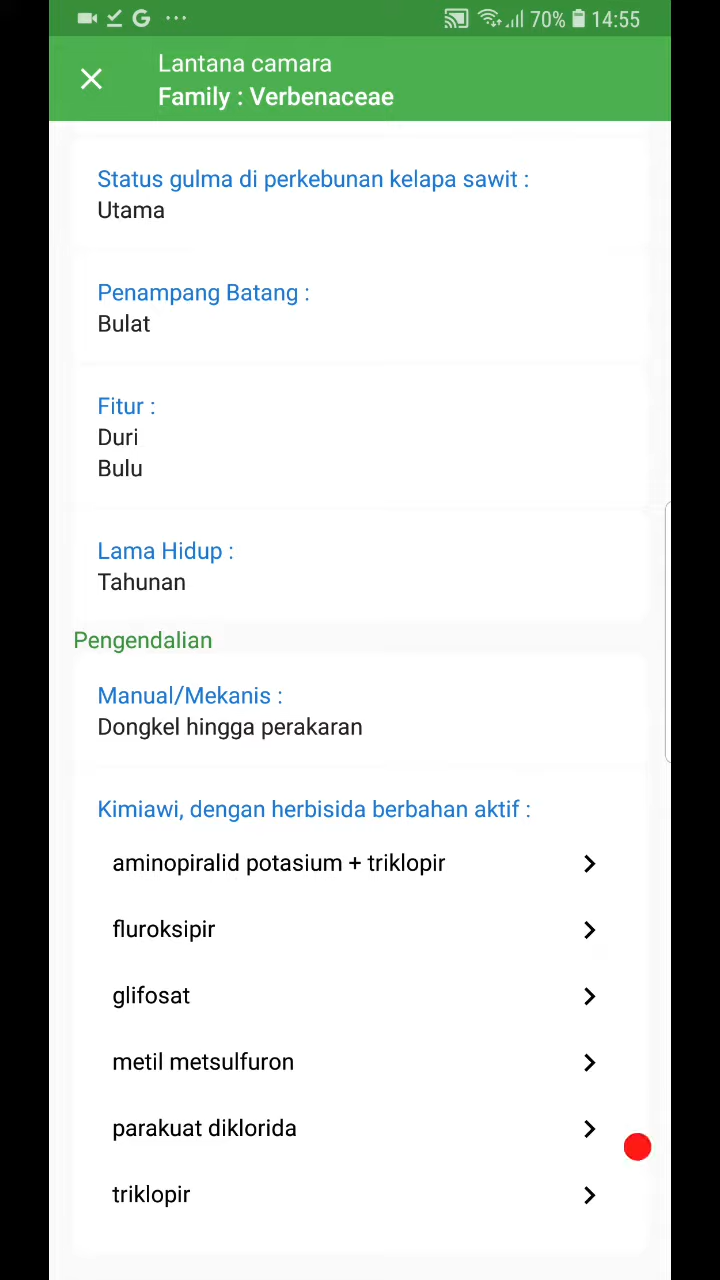 70% 14:55
Lantana camara
Family : Verbenaceae
Status gulma di perkebunan kelapa sawit :
Utama
Penampang Batang :
Bulat
Fitur :
Duri
Bulu
Lama Hidup :
Tahunan
Pengendalian
Manual/Mekanis :
Dongkel hingga perakaran
Kimiawi, dengan herbisida berbahan aktif :
aminopiralid potasium + triklopir
fluroksipir
glifosat
metil metsulfuron
parakuat diklorida
triklopir